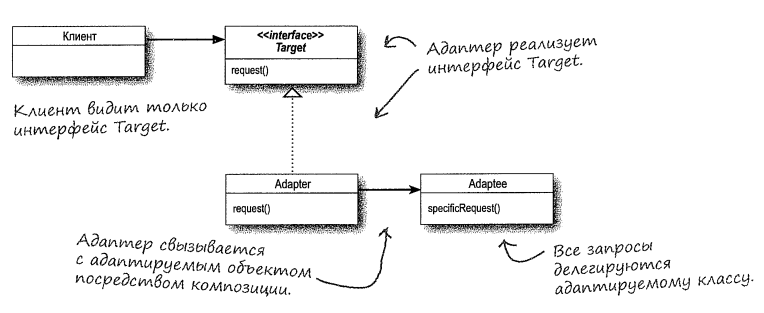 Клиент
<<interface>>
Target
request()
Адаптер реализует
интерфейс Target.
Клиент видит только
интерфейс Target.
Adapter
request()
Adaptee
specificRequest()
Адаптер свызывается
с адаптируемым объектом
посредством композиции.
Все запросы
делегируются
адаптируемому классу.